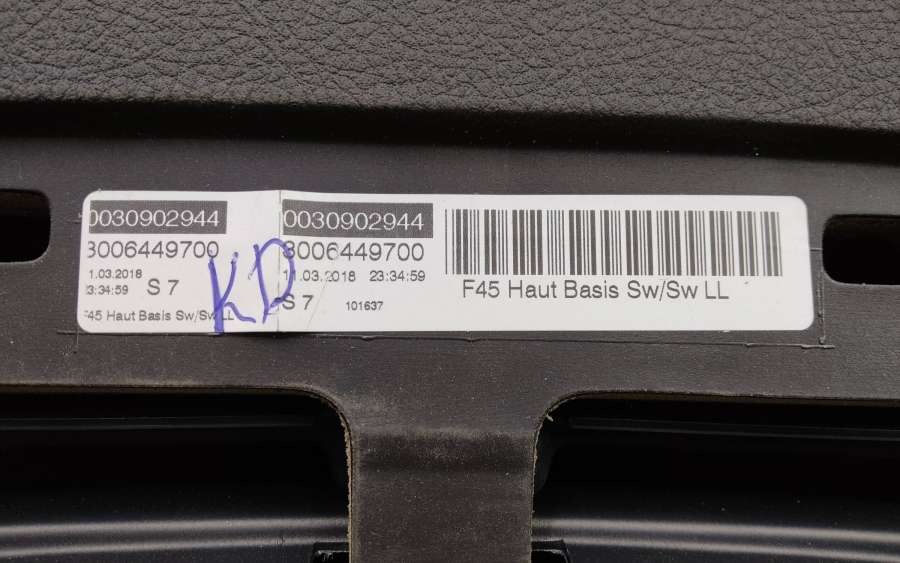 0030902944
3006449700
1.03.2018
23:34:59 S 7
F45 Haut Basis Sw/Sw LL
KD
0030902944
3006449700
11.03.2018 23:34:59
S 7 101637
F45 Haut Basis Sw/Sw LL